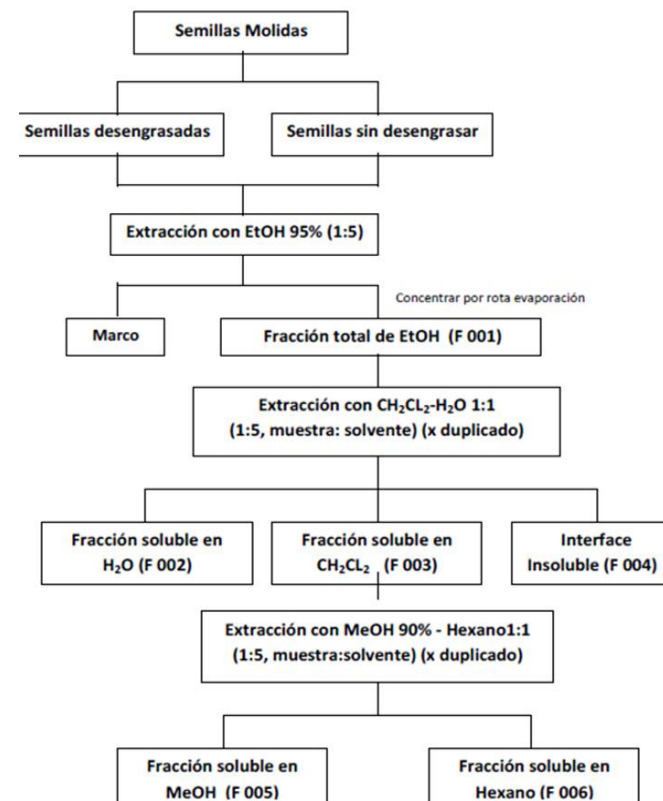 Semillas Molidas
Semillas desengrasadas
Semillas sin desengrasar
Extracción con EtOH 95% (1:5)
Concentrar por rota evaporación
Marco
Fracción total de EtOH (F 001)
Extracción con CH₂CL₂-H₂O 1:1
(1:5, muestra: solvente) (x duplicado)
Fracción soluble en
H₂O (F 002)
Fracción soluble en
CH₂CL₂ (F 003)
Interface
Insoluble (F 004)
Extracción con MeOH 90% - Hexano1:1
(1:5, muestra:solvente) (x duplicado)
Fracción soluble en
MeOH (F 005)
Fracción soluble en
Hexano (F 006)